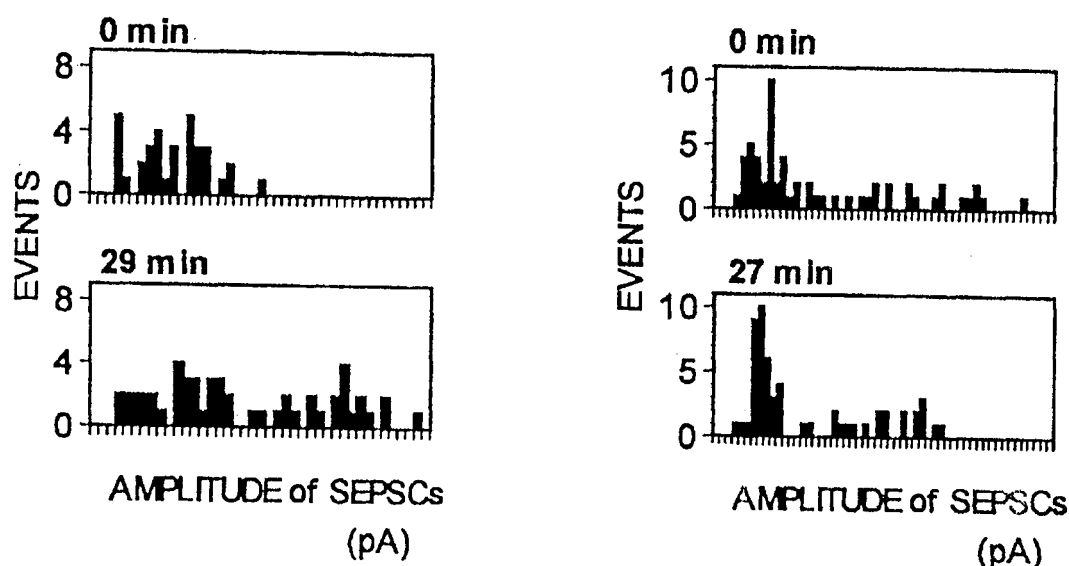 0 min
8
4
0
29 min
8
4
0
EVENTS
AMPLITUDE of SEPSCs
(pA)
0 min
10
5
0
27 min
10
5
0
EVENTS
AMPLITUDE of SEPSCs
(pA)